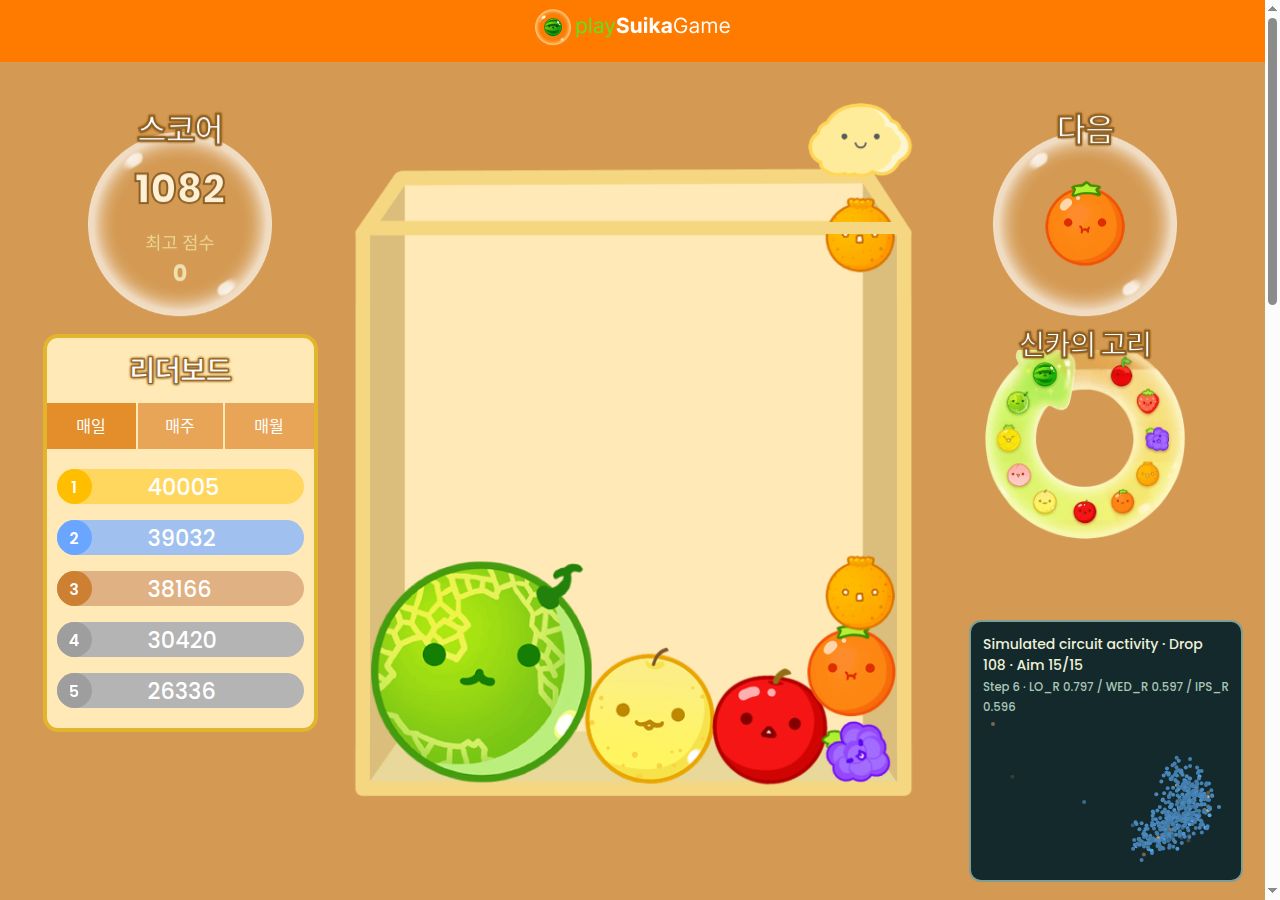 playSuikaGame
스코어
1082
최고 점수
0
다음
신카의 고리
리더보드
매일 매주 매월
1 40005
2 39032
3 38166
4 30420
5 26336
Simulated circuit activity · Drop
108 · Aim 15/15
Step 6 · LO_R 0.797 / WED_R 0.597 / IPS_R
0.596